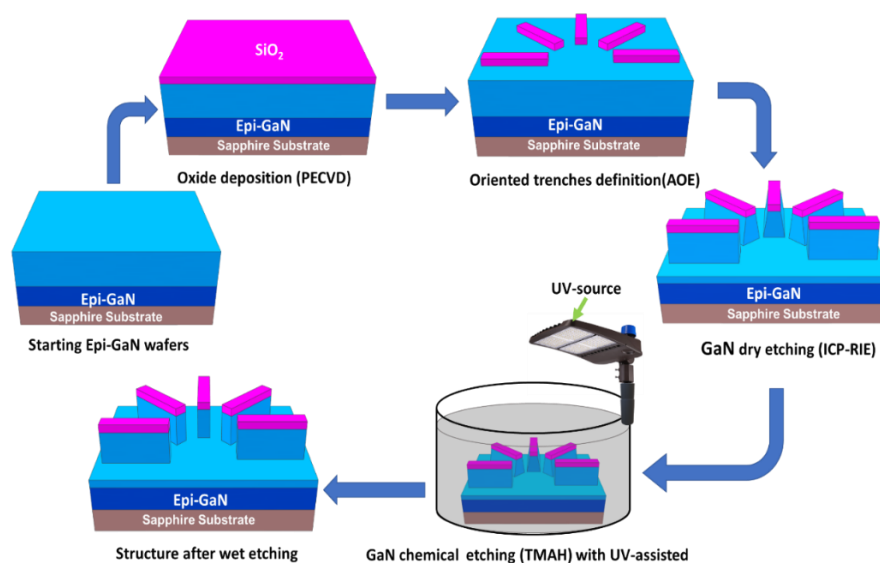 SiO₂
Epi-GaN
Sapphire Substrate
Oxide deposition (PECVD)
Epi-GaN
Sapphire Substrate
Oriented trenches definition(AOE)
Epi-GaN
Sapphire Substrate
Starting Epi-GaN wafers
Epi-GaN
Sapphire Substrate
GaN dry etching (ICP-RIE)
UV-source
GaN chemical etching (TMAH) with UV-assisted
Epi-GaN
Sapphire Substrate
Structure after wet etching